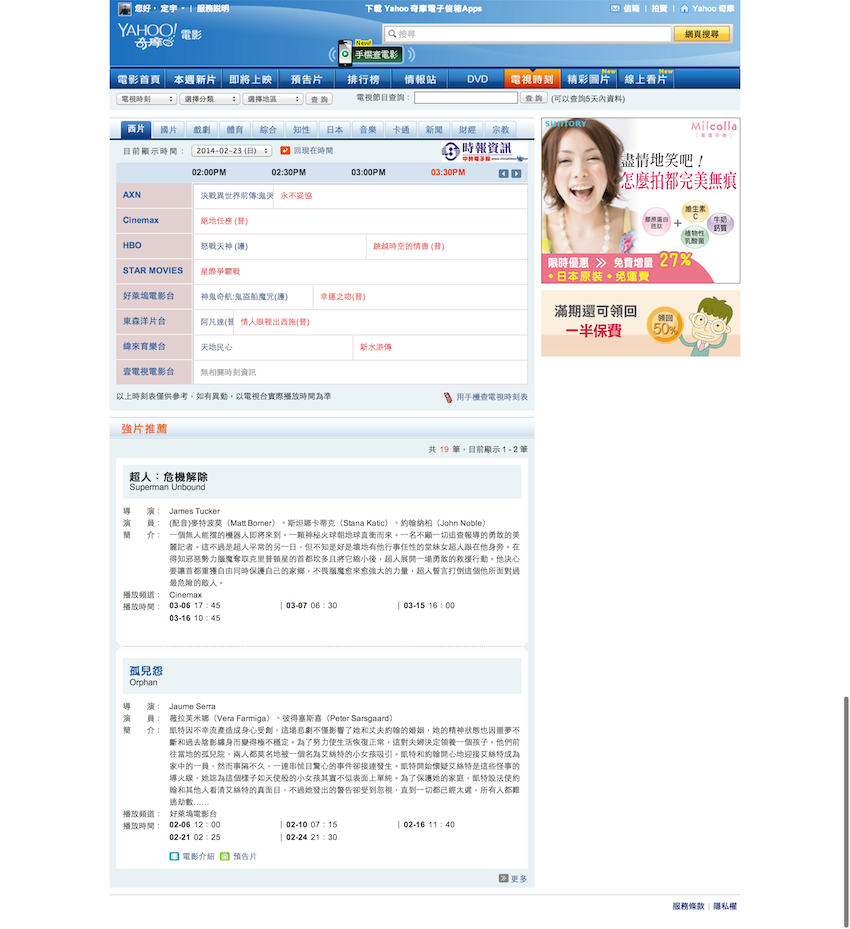 您好, 定宇 | 服務說明
下載 Yahoo奇摩電子信箱Apps
信箱 | 拍賣 | Yahoo 奇摩
YAHOO! 奇摩 電影
搜尋
網頁搜尋
New!
手機查電影
電影首頁 本週新片 即將上映 預告片 排行榜 情報站 DVD 電視時刻 精彩圖片 New 線上看片 New
電視時刻 選擇分類 選擇地區 查 詢 電視節目查詢: 查 詢 (可以查詢5天內資料)
西片 國片 戲劇 體育 綜合 知性 日本 音樂 卡通 新聞 財經 宗教
目前顯示時間: 2014-02-23 (日) 回現在時間
時報資訊
中時電子報
02:00PM 02:30PM 03:00PM 03:30PM
AXN 決戰異世界前傳:鬼哭 永不妥協
Cinemax 絕地任務 (普)
HBO 怒戰天神 (護) 跳越時空的情書 (普)
STAR MOVIES 星際爭霸戰
好萊塢電影台 神鬼奇航:鬼盜船魔咒(護) 幸運之吻(普)
東森洋片台 阿凡達(普 情人眼裡出西施(普)
緯來育樂台 天地民心 新水滸傳
壹電視電影台 無相關時刻資訊
以上時刻表僅供參考,如有異動,以電視台實際播放時間為準
用手機查電視時刻表
強片推薦
共 19 筆,目前顯示 1 - 2 筆
超人:危機解除
Superman Unbound
導 演: James Tucker
演 員: (配音)麥特波莫(Matt Bomer)、斯坦娜卡蒂克(Stana Katic)、約翰納柏(John Noble)
簡 介: 一個無人能擋的機器人即將來到。一顆神秘火球朝地球直衝而來。一名不顧一切追查報導的勇敢的美
麗記者。這不過是超人平常的另一日,但不知是好是壞地有他行事任性的堂妹女超人跟在他身旁。在
得知邪惡勢力腦魔奪取克里普頓星的首都坎多且將它縮小後,超人展開一場勇敢的救援行動。他決心
要讓首都重獲自由同時保護自己的家鄉,不畏腦魔愈來愈強大的力量,超人誓言打倒這個他所面對過
最危險的敵人。
播放頻道: Cinemax
播放時間: 03-06 17:45 | 03-07 06:30 | 03-15 16:00
03-16 10:45
孤兒怨
Orphan
導 演: Jaume Serra
演 員: 薇拉芙米娜(Vera Farmiga)、彼得塞斯嘉(Peter Sarsgaard)
簡 介: 凱特因不幸流產造成身心受創,這場悲劇不僅影響了她和丈夫約翰的婚姻,她的精神狀態也因噩夢不
斷和過去陰影纏身而變得極不穩定。為了努力使生活恢復正常,這對夫婦決定領養一個孩子。他們前
往當地的孤兒院,兩人都莫名地被一個名為艾絲特的小女孩吸引。凱特和約翰開心地迎接艾絲特成為
家中的一員,然而事隔不久,一連串怵目驚心的事件卻接連發生。凱特開始懷疑艾絲特是這些怪事的
導火線,她認為這個樣子如天使般的小女孩其實不似表面上單純。為了保護她的家庭,凱特設法使約
翰和其他人看清艾絲特的真面目,不過她發出的警告卻受到忽視,直到一切都已經太遲,所有人都難
逃劫數……
播放頻道: 好萊塢電影台
播放時間: 02-06 12:00 | 02-10 07:15 | 02-16 11:40
02-21 02:25 | 02-24 21:30
電影介紹 預告片
更多
SUNTORY
Milcolla
盡情地笑吧!
怎麼拍都完美無痕
膠原蛋白胜肽 + 維生素C 牛奶鈣質 植物性乳酸菌
限時優惠 >> 免費增量 27%
日本原裝 免運費
滿期還可領回
一半保費
領回 50%
服務條款 | 隱私權